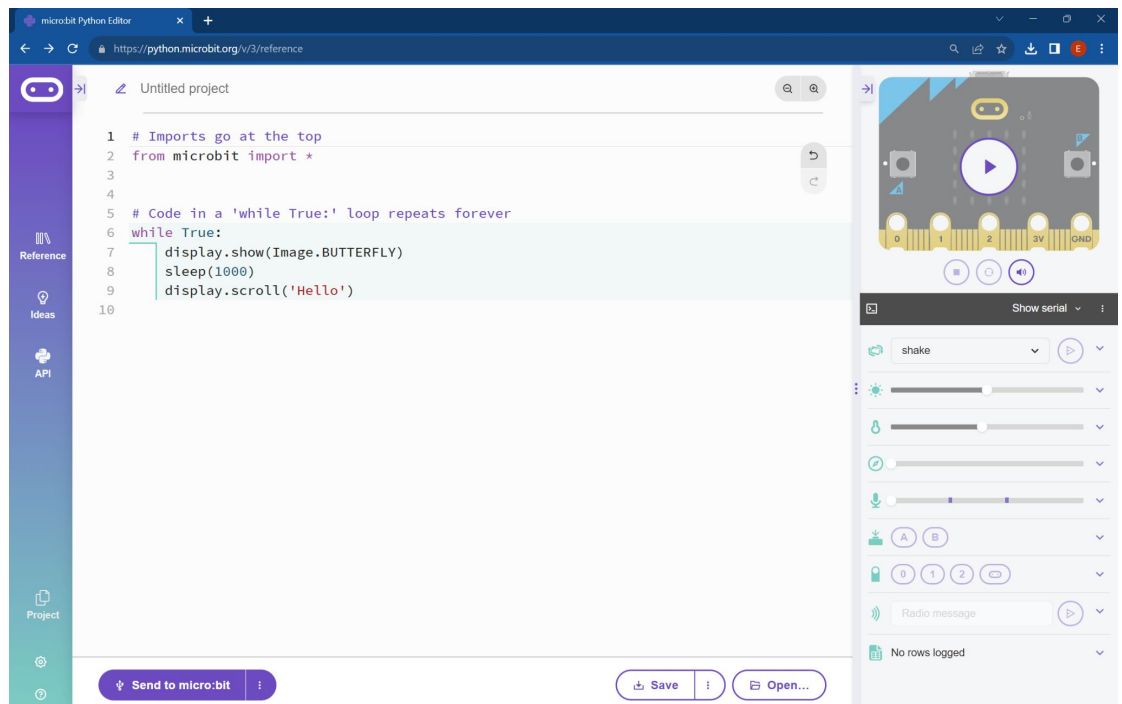 micro:bit Python Editor
https://python.microbit.org/v/3/reference
E
Untitled project
1 # Imports go at the top
2 from microbit import *
3
4
5 # Code in a 'while True:' loop repeats forever
6 while True:
7 display.show(Image.BUTTERFLY)
8 sleep(1000)
9 display.scroll('Hello')
10
Reference
Ideas
API
Project
Send to micro:bit
Save
Open...
A
B
0 1 2 3V GND
Show serial
shake
A B
0 1 2
Radio message
No rows logged